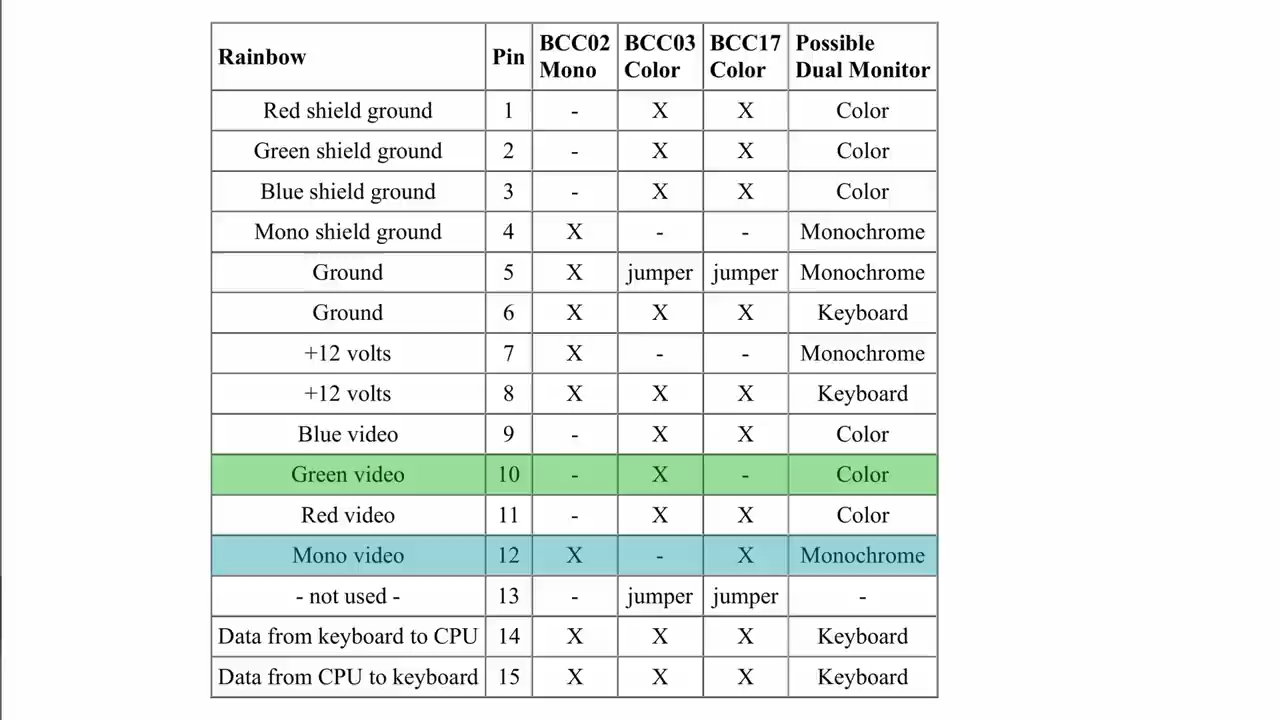 Rainbow Pin BCC02 Mono BCC03 Color BCC17 Color Possible Dual Monitor
Red shield ground 1 - X X Color
Green shield ground 2 - X X Color
Blue shield ground 3 - X X Color
Mono shield ground 4 X - - Monochrome
Ground 5 X jumper jumper Monochrome
Ground 6 X X X Keyboard
+12 volts 7 X - - Monochrome
+12 volts 8 X X X Keyboard
Blue video 9 - X X Color
Green video 10 - X - Color
Red video 11 - X X Color
Mono video 12 X - X Monochrome
- not used - 13 - jumper jumper -
Data from keyboard to CPU 14 X X X Keyboard
Data from CPU to keyboard 15 X X X Keyboard